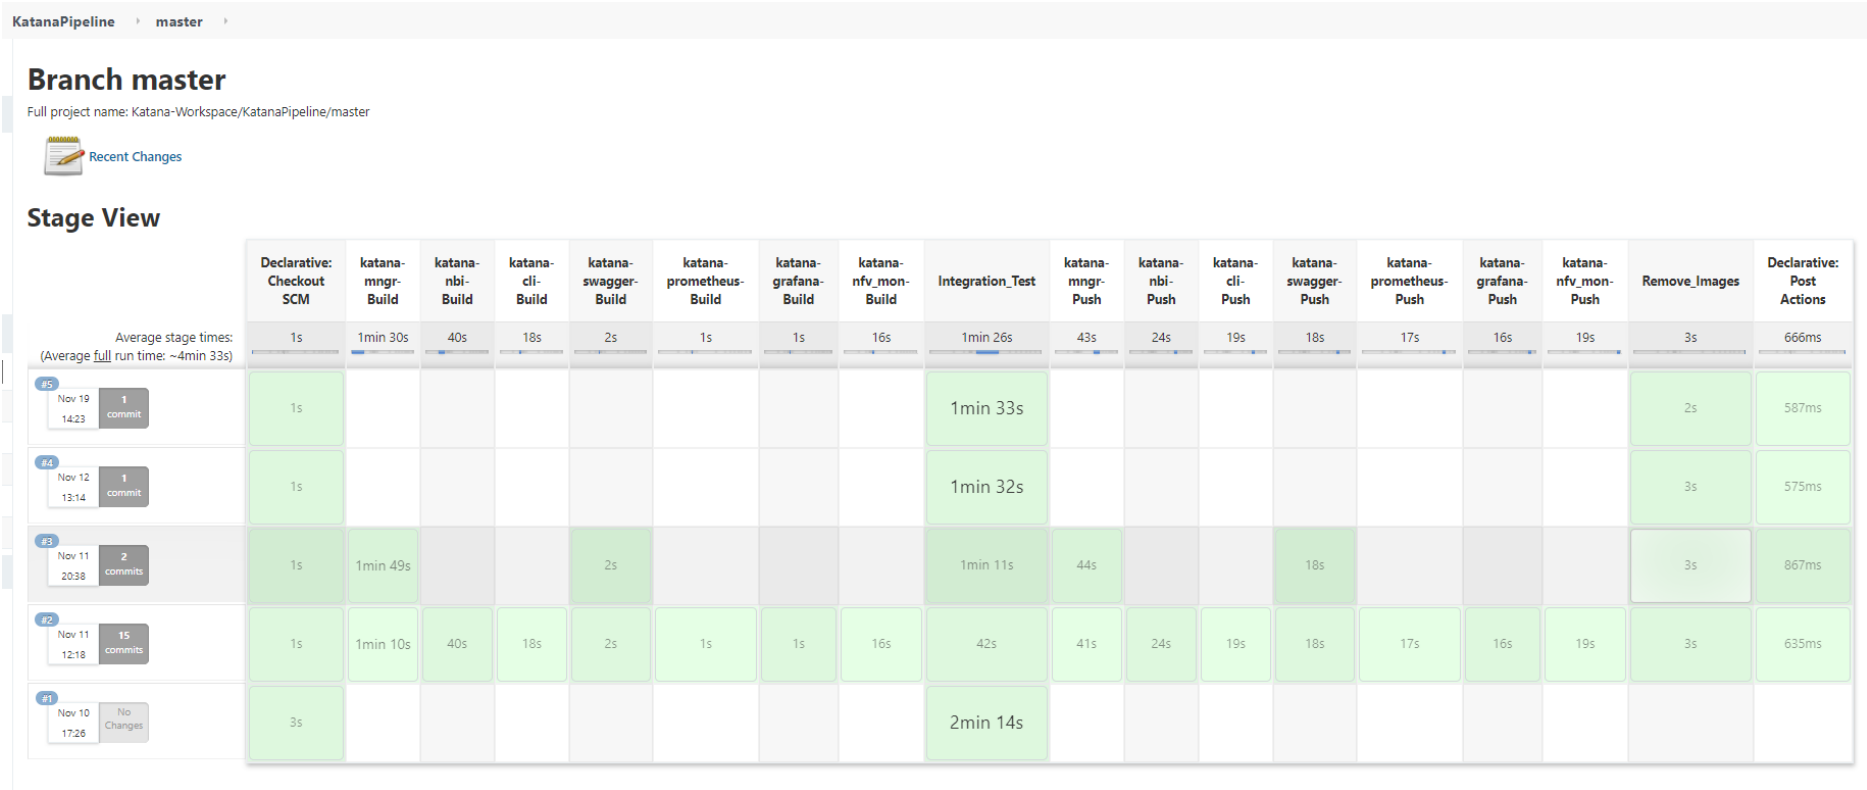 KatanaPipeline master
Branch master
Full project name: Katana-Workspace/KatanaPipeline/master
Recent Changes
Stage View
Declarative: Checkout SCM
katana-mngr-Build
katana-nbi-Build
katana-cli-Build
katana-swagger-Build
katana-prometheus-Build
katana-grafana-Build
katana-nfv_mon-Build
Integration_Test
katana-mngr-Push
katana-nbi-Push
katana-cli-Push
katana-swagger-Push
katana-prometheus-Push
katana-grafana-Push
katana-nfv_mon-Push
Remove_Images
Declarative: Post Actions
Average stage times:
(Average full run time: ~4min 33s)
1s 1min 30s 40s 18s 2s 1s 1s 16s 1min 26s 43s 24s 19s 18s 17s 16s 19s 3s 666ms
#5
Nov 19
14:23
1
commit
1s 1min 33s 2s 587ms
#4
Nov 12
13:14
1
commit
1s 1min 32s 3s 575ms
#3
Nov 11
20:38
2
commits
1s 1min 49s 2s 1min 11s 44s 18s 3s 867ms
#2
Nov 11
12:18
15
commits
1s 1min 10s 40s 18s 2s 1s 1s 16s 42s 41s 24s 19s 18s 17s 16s 19s 3s 635ms
#1
Nov 10
17:26
No
Changes
3s 2min 14s